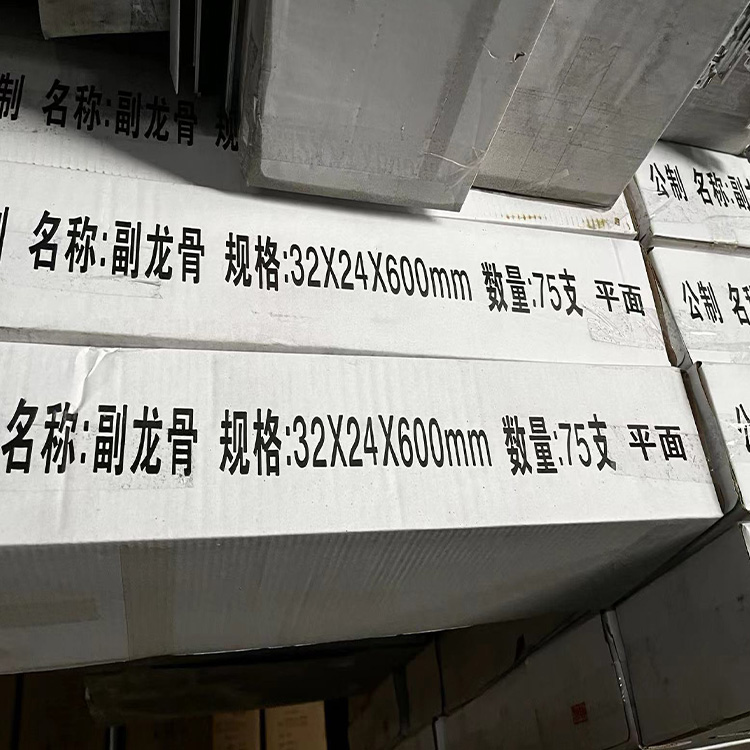 制 名称:副龙骨 规
名称:副龙骨 规格:32X24X600mm 数量:75支 平面
名称:副龙骨 规格:32X24X600mm 数量:75支 平面
公制 名称:副
公制 名